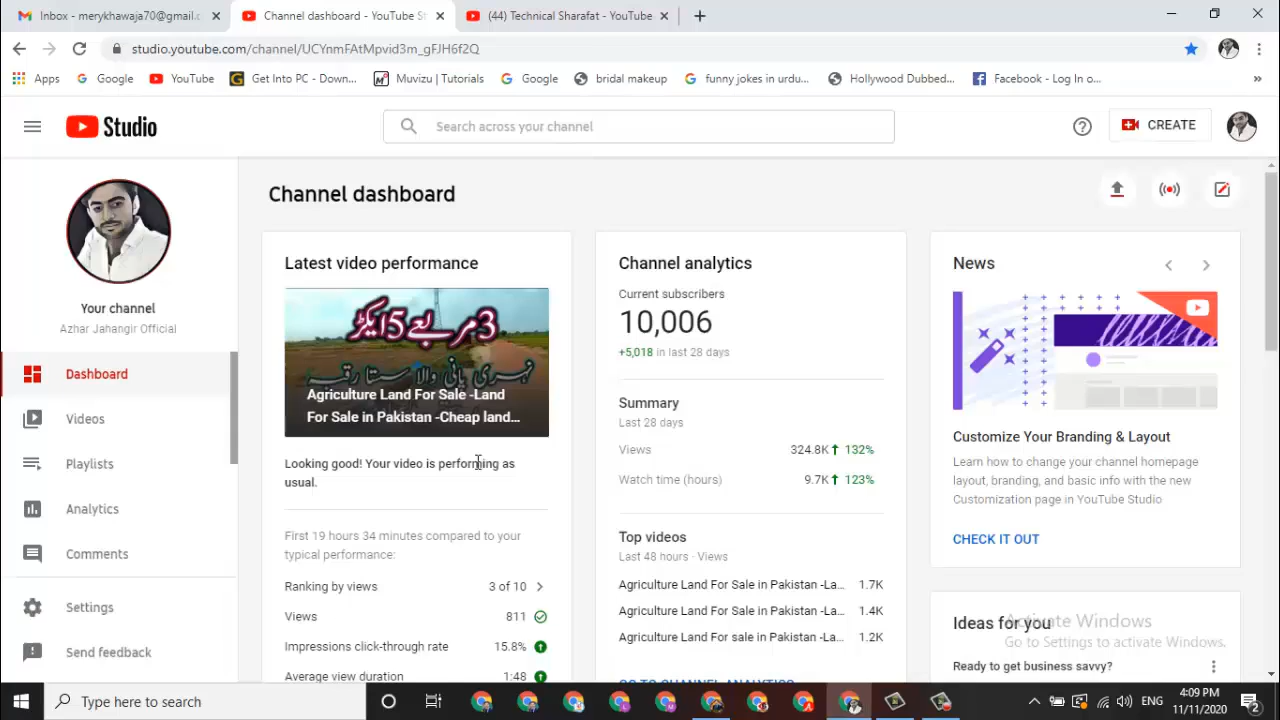 Inbox - merykhawaja70@gmail.c
Channel dashboard - YouTube St
(44) Technical Sharafat - YouTube
studio.youtube.com/channel/UCYnmFAtMpvid3m_gFJH6f2Q
Apps
Google
YouTube
Get Into PC - Down...
Muvizu | Tutorials
Google
bridal makeup
funny jokes in urdu...
Hollywood Dubbed...
Facebook - Log In o...
»
Studio
Search across your channel
CREATE
Your channel
Azhar Jahangir Official
Dashboard
Videos
Playlists
Analytics
Comments
Settings
Send feedback
Channel dashboard
Latest video performance
3 مربعے 5 ایکڑ
نہری پانی والا سستا رقبہ
Agriculture Land For Sale -Land
For Sale in Pakistan -Cheap land...
Looking good! Your video is performing as
usual.
First 19 hours 34 minutes compared to your
typical performance:
Ranking by views 3 of 10
Views 811
Impressions click-through rate 15.8%
Average view duration 1:48
Channel analytics
Current subscribers
10,006
+5,018 in last 28 days
Summary
Last 28 days
Views 324.8K 132%
Watch time (hours) 9.7K 123%
Top videos
Last 48 hours · Views
Agriculture Land For Sale in Pakistan -La... 1.7K
Agriculture Land For Sale in Pakistan -La... 1.4K
Agriculture Land For sale in Pakistan -La... 1.2K
GO TO CHANNEL ANALYTICS
News
Customize Your Branding & Layout
Learn how to change your channel homepage
layout, branding, and basic info with the new
Customization page in YouTube Studio
CHECK IT OUT
Ideas for you
Ready to get business savvy?
Activate Windows
Go to Settings to activate Windows.
Type here to search
ENG
4:09 PM
11/11/2020
2